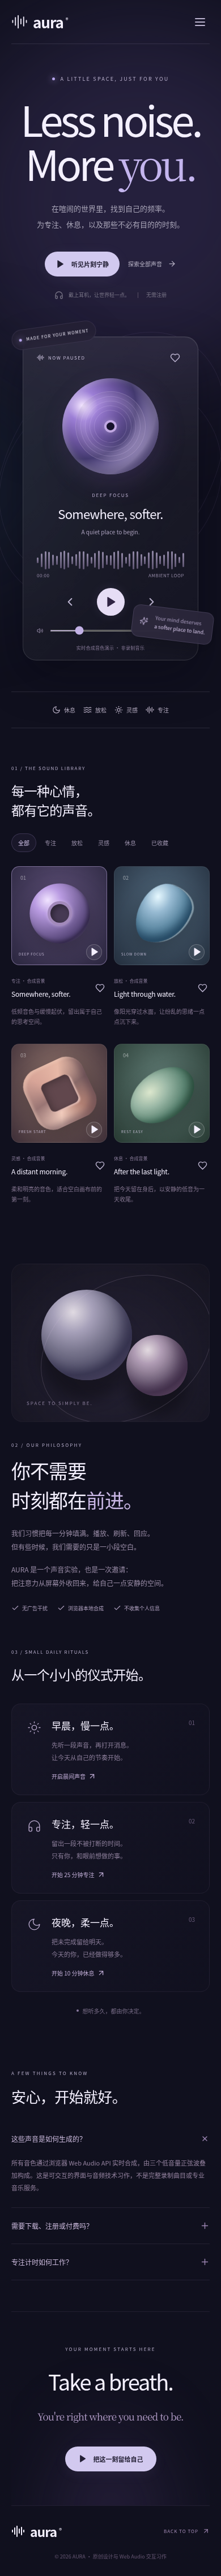 aura
A LITTLE SPACE, JUST FOR YOU
Less noise.
More you.
在喧闹的世界里，找到自己的频率。
为专注、休息，以及那些不必有目的的时刻。
听见片刻宁静
探索全部声音
戴上耳机，让世界轻一点。
无需注册
MADE FOR YOUR MOMENT
NOW PAUSED
DEEP FOCUS
Somewhere, softer.
A quiet place to begin.
00:00
AMBIENT LOOP
Your mind deserves
a softer place to land.
实时合成音色演示 · 非录制音乐
休息
放松
灵感
专注
01 / THE SOUND LIBRARY
每一种心情，
都有它的声音。
全部
专注
放松
灵感
休息
已收藏
01
DEEP FOCUS
02
SLOW DOWN
专注 · 合成音景
Somewhere, softer.
低频音色与缓慢起伏，留出属于自己的思考空间。
放松 · 合成音景
Light through water.
像阳光穿过水面，让纷乱的思绪一点点沉下来。
03
FRESH START
04
REST EASY
灵感 · 合成音景
A distant morning.
柔和明亮的音色，适合空白画布前的第一刻。
休息 · 合成音景
After the last light.
把今天留在身后，以安静的低音为一天收尾。
SPACE TO SIMPLY BE.
02 / OUR PHILOSOPHY
你不需要
时刻都在前进。
我们习惯把每一分钟填满。播放、刷新、回应。
但有些时候，我们需要的只是一小段空白。
AURA 是一个声音实验，也是一次邀请：
把注意力从屏幕外收回来，给自己一点安静的空间。
无广告干扰
浏览器本地合成
不收集个人信息
03 / SMALL DAILY RITUALS
从一个小小的仪式开始。
早晨，慢一点。
01
先听一段声音，再打开消息。
让今天从自己的节奏开始。
开启晨间声音
专注，轻一点。
02
留出一段不被打断的时间。
只有你，和眼前想做的事。
开始 25 分钟专注
夜晚，柔一点。
03
把未完成留给明天。
今天的你，已经做得够多。
开始 10 分钟休息
想听多久，都由你决定。
A FEW THINGS TO KNOW
安心，开始就好。
这些声音是如何生成的？
所有音色通过浏览器 Web Audio API 实时合成，由三个低音量正弦波叠加构成。这是可交互的界面与音频技术习作，不是完整录制曲目或专业音乐服务。
需要下载、注册或付费吗？
专注计时如何工作？
YOUR MOMENT STARTS HERE
Take a breath.
You're right where you need to be.
把这一刻留给自己
aura
BACK TO TOP
© 2026 AURA · 原创设计与 Web Audio 交互习作